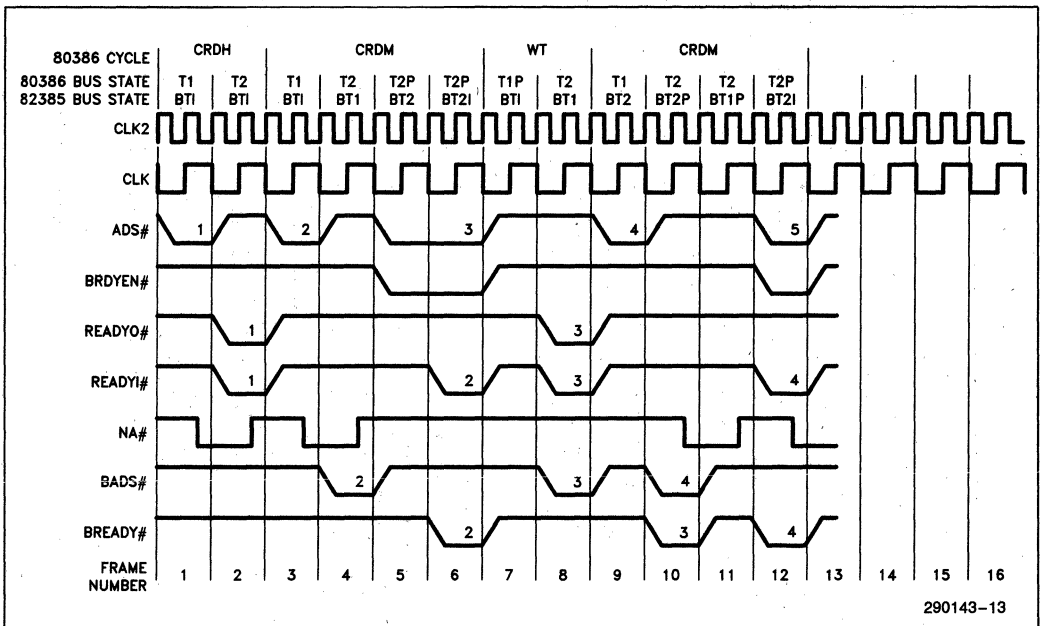 80386 CYCLE CRDH CRDM WT CRDM
80386 BUS STATE T1 T2 T1 T2 T2P T2P T1P T2 T1 T2 T2 T2P
82385 BUS STATE BTI BTI BTI BT1 BT2 BT2I BTI BT1 BT2 BT2P BT1P BT2I
CLK2
CLK
ADS# 1 2 3 4 5
BRDYEN#
READYO# 1 3
READYI# 1 2 3 4
NA#
BADS# 2 3 4
BREADY# 2 3 4
FRAME
NUMBER 1 2 3 4 5 6 7 8 9 10 11 12 13 14 15 16
290143-13